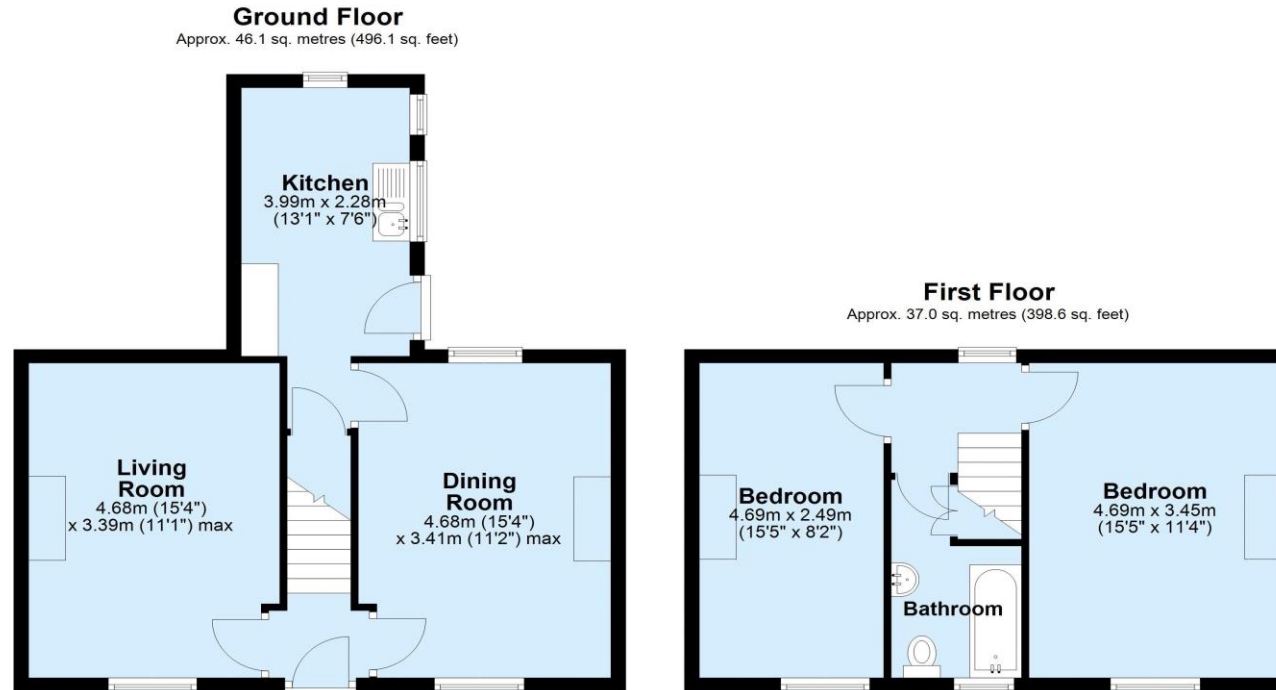 Ground Floor
Approx. 46.1 sq. metres (496.1 sq. feet)
Kitchen
3.99m x 2.28m
(13'1" x 7'6")
Living
Room
4.68m (15'4")
x 3.39m (11'1") max
Dining
Room
4.68m (15'4")
x 3.41m (11'2") max
First Floor
Approx. 37.0 sq. metres (398.6 sq. feet)
Bedroom
4.69m x 2.49m
(15'5" x 8'2")
Bathroom
Bedroom
4.69m x 3.45m
(15'5" x 11'4")